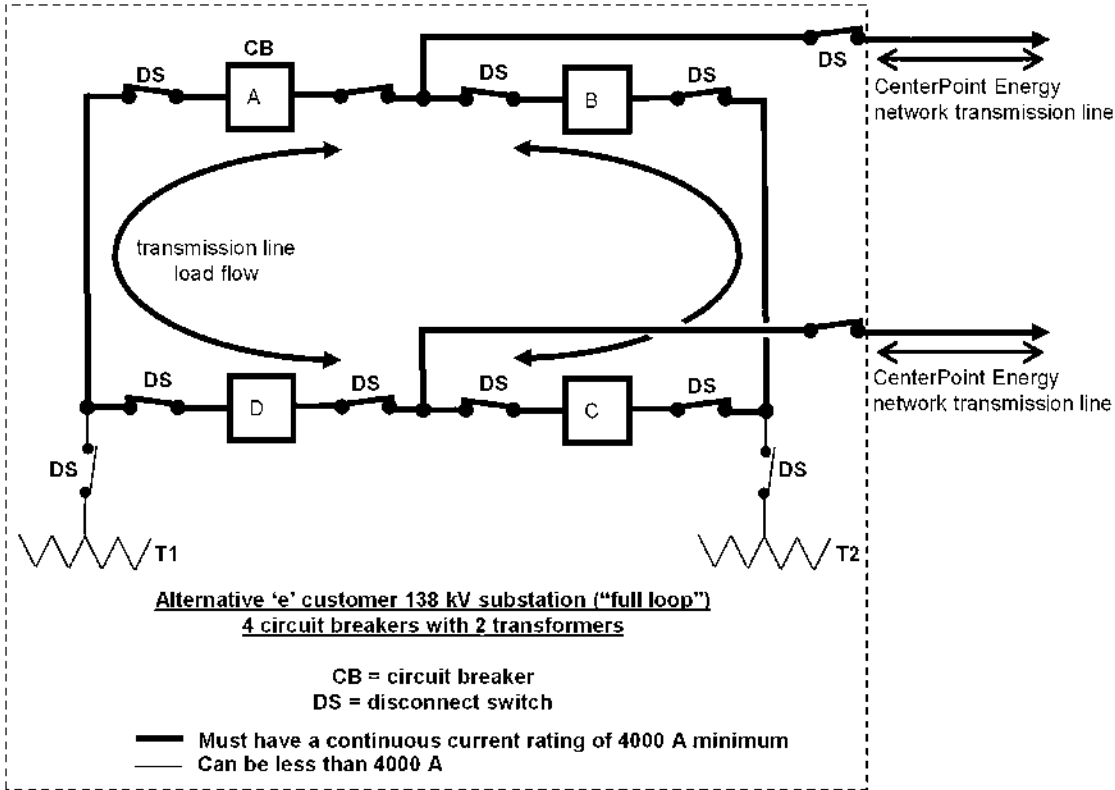 CB
DS
A
DS
B
DS
DS
CenterPoint Energy
network transmission line
transmission line
load flow
DS
D
DS
DS
C
DS
CenterPoint Energy
network transmission line
DS
T1
DS
T2
Alternative ‘e’ customer 138 kV substation (“full loop”)
4 circuit breakers with 2 transformers
CB = circuit breaker
DS = disconnect switch
Must have a continuous current rating of 4000 A minimum
Can be less than 4000 A